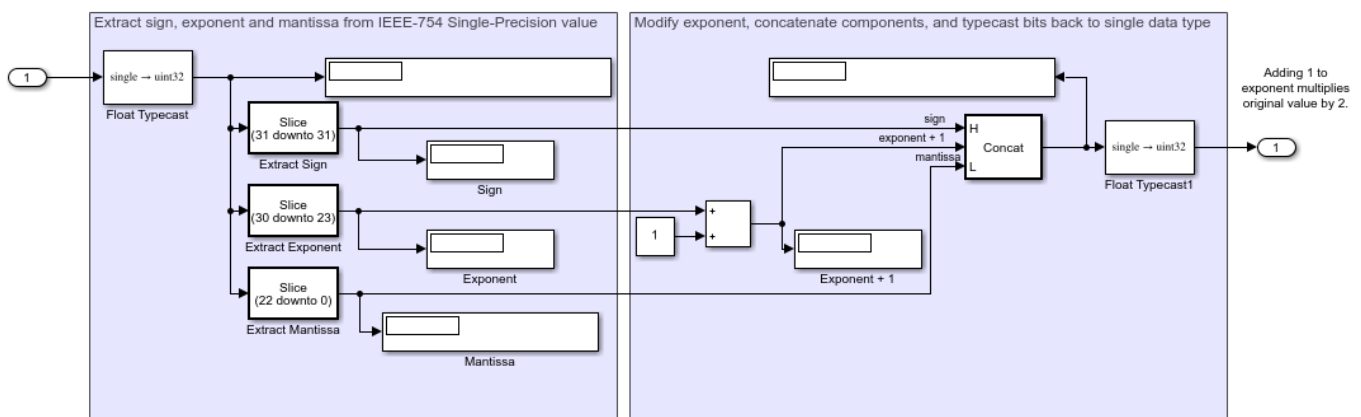 Extract sign, exponent and mantissa from IEEE-754 Single-Precision value
1
single → uint32
Float Typecast
Slice
(31 downto 31)
Extract Sign
Sign
Slice
(30 downto 23)
Extract Exponent
Exponent
Slice
(22 downto 0)
Extract Mantissa
Mantissa
Modify exponent, concatenate components, and typecast bits back to single data type
1
+
+
Exponent + 1
sign
exponent + 1
mantissa
H
Concat
L
single → uint32
Float Typecast1
Adding 1 to
exponent multiplies
original value by 2.
1